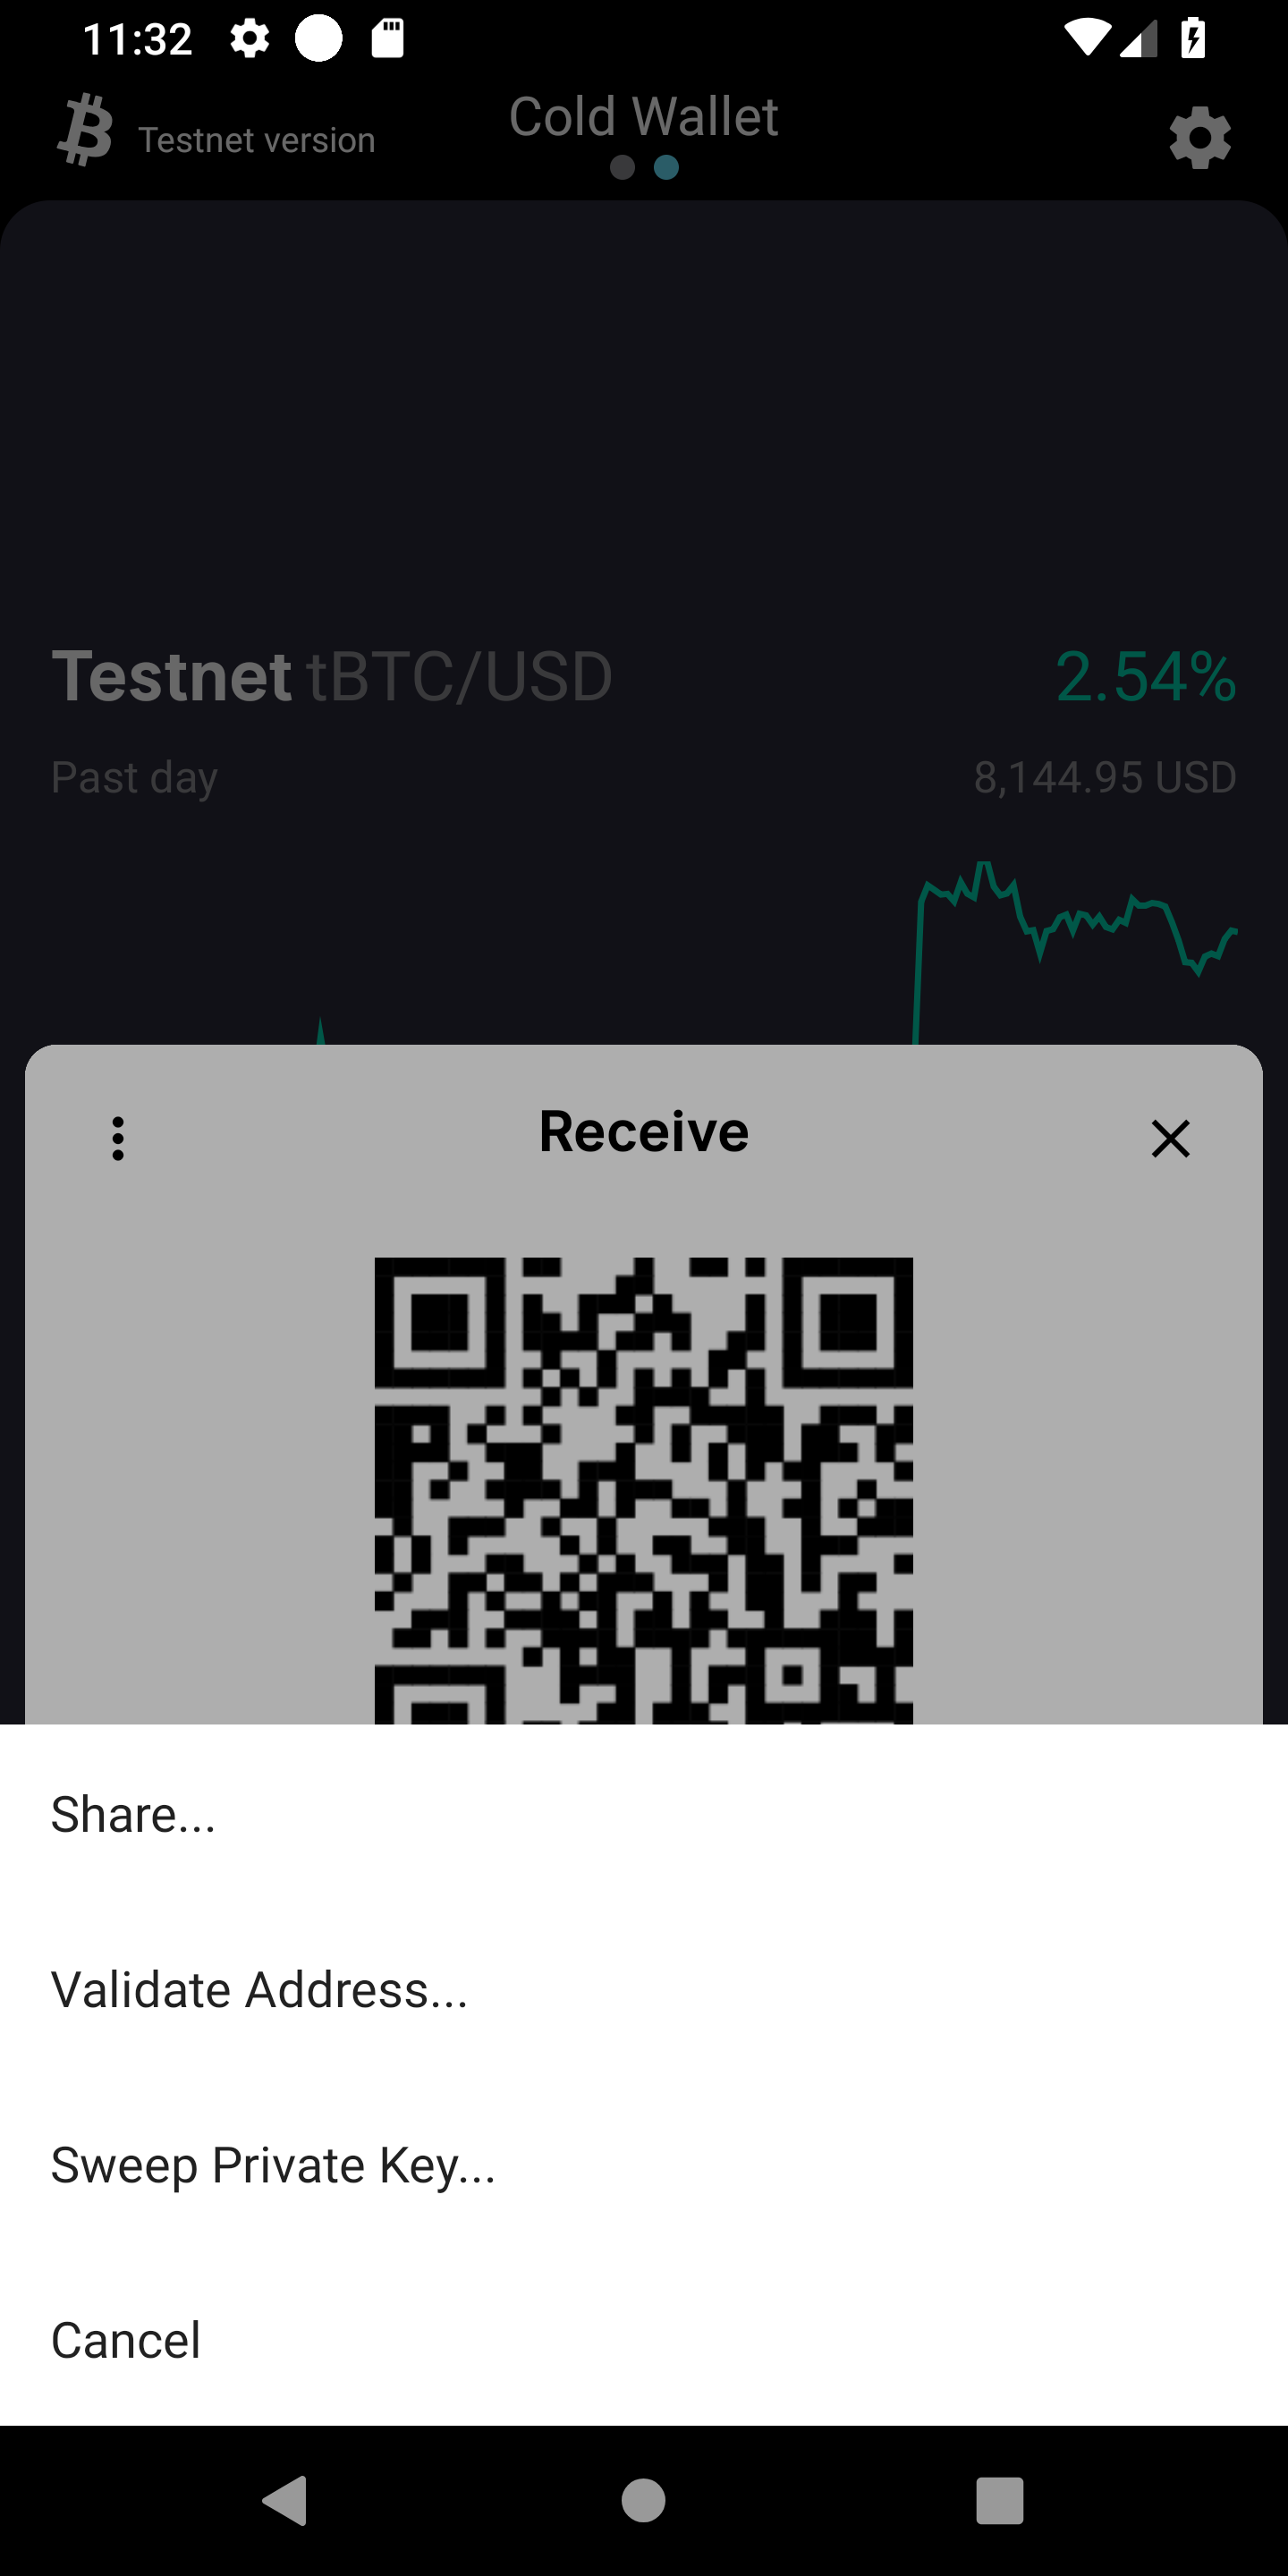 11:32
Testnet version
Cold Wallet
Testnet tBTC/USD
2.54%
Past day
8,144.95 USD
Receive
Share...
Validate Address...
Sweep Private Key...
Cancel